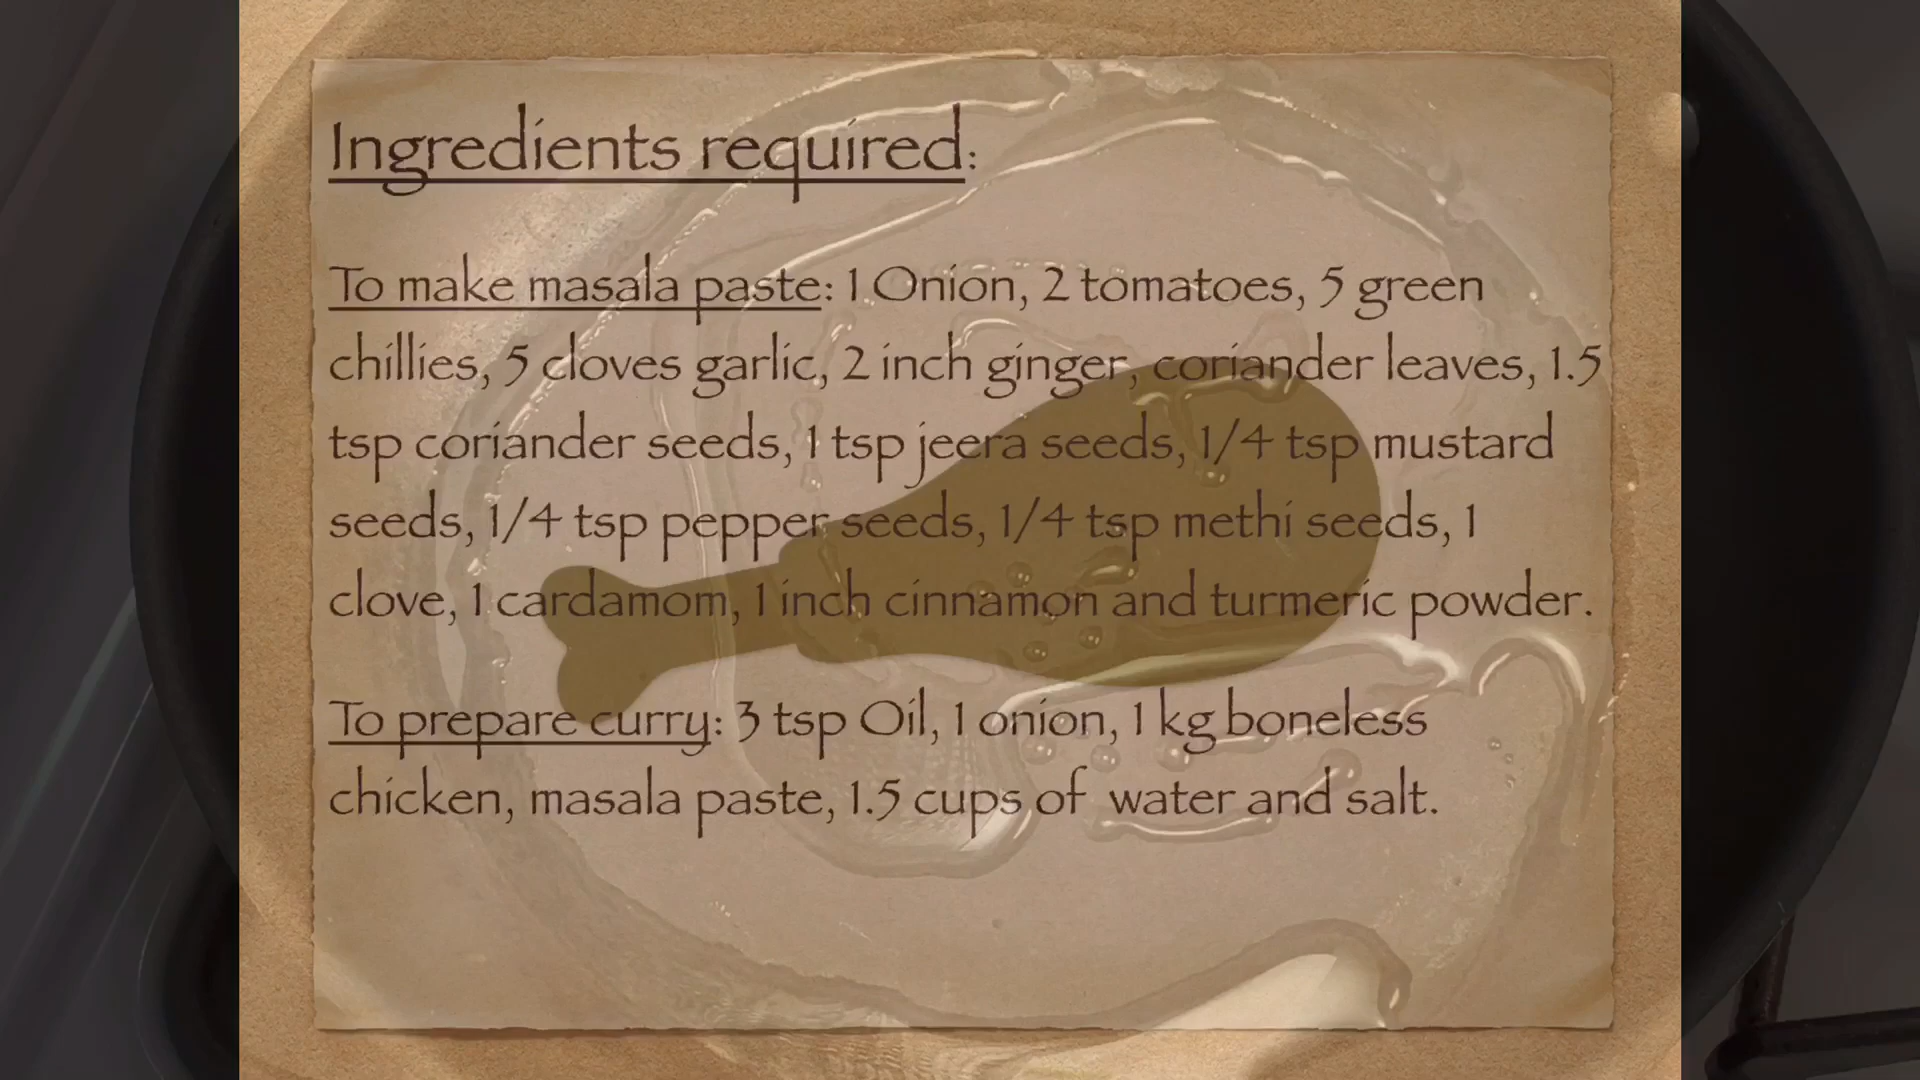 Ingredients required:
To make masala paste: 1 Onion, 2 tomatoes, 5 green
chillies, 5 cloves garlic, 2 inch ginger, coriander leaves, 1.5
tsp coriander seeds, 1 tsp jeera seeds, 1/4 tsp mustard
seeds, 1/4 tsp pepper seeds, 1/4 tsp methi seeds, 1
clove, 1 cardamom, 1 inch cinnamon and turmeric powder.
To prepare curry: 3 tsp Oil, 1 onion, 1 kg boneless
chicken, masala paste, 1.5 cups of water and salt.